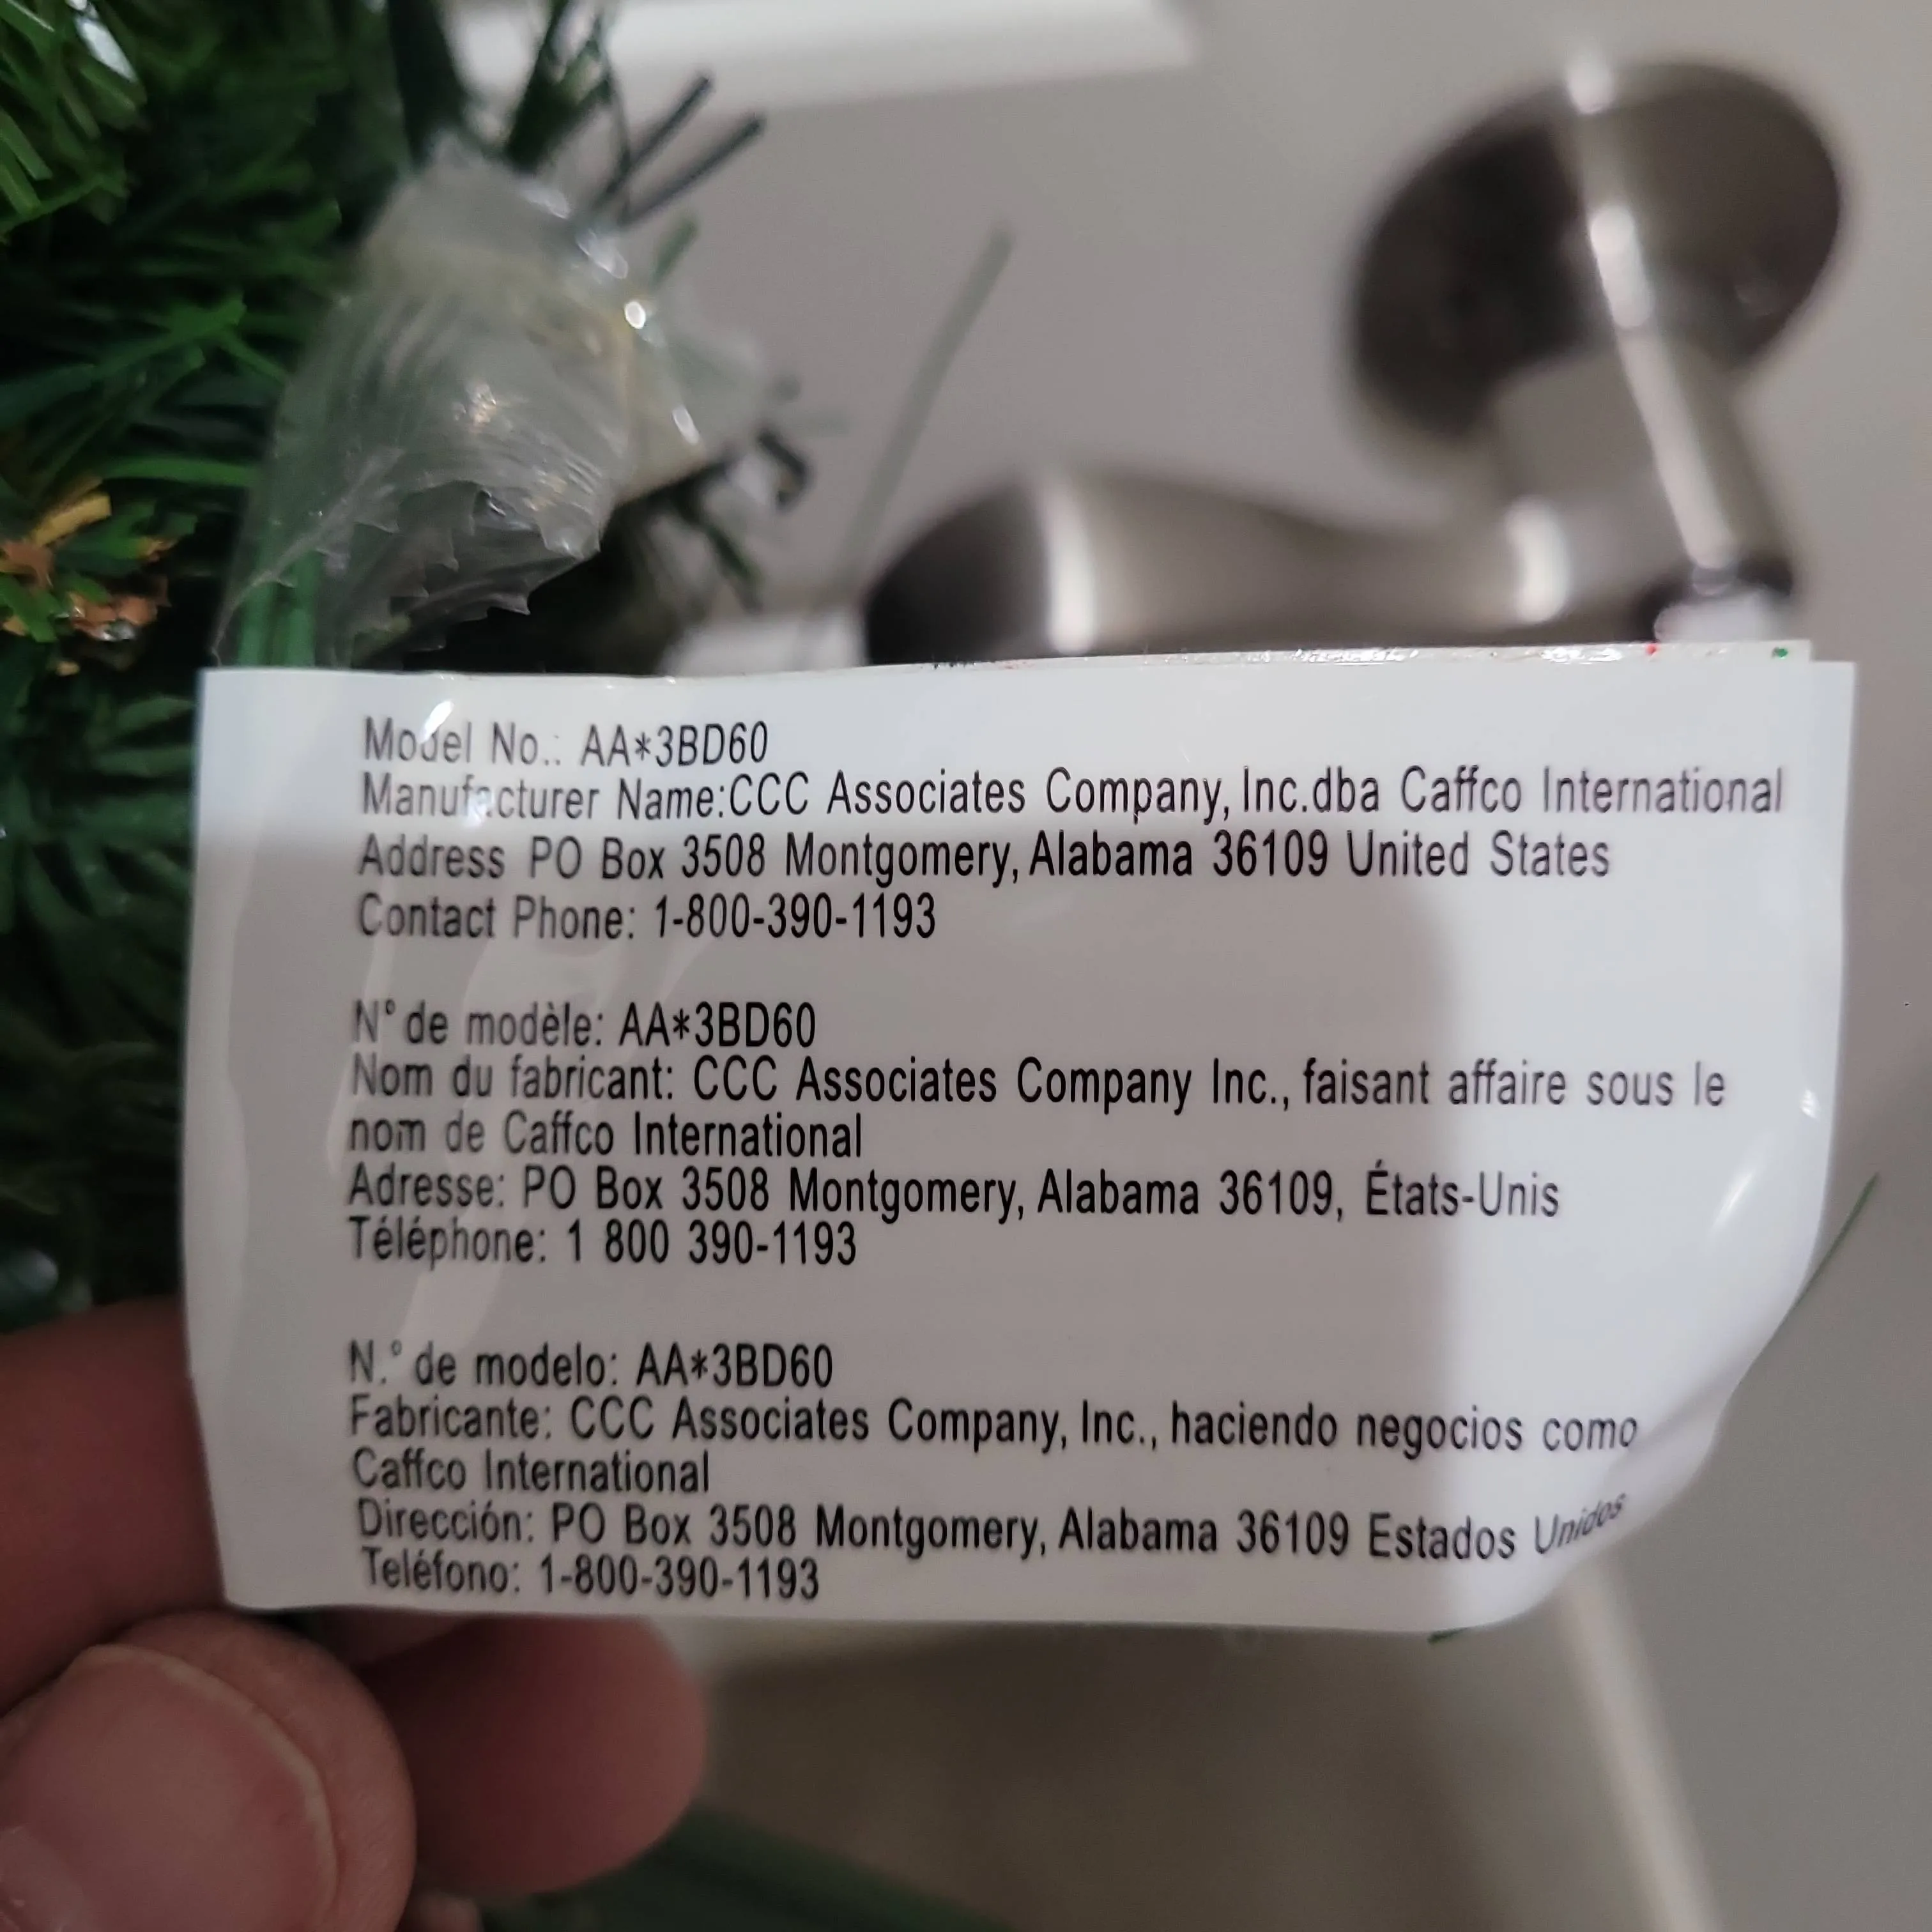 Model No.: AA*3BD60
Manufacturer Name:CCC Associates Company, Inc.dba Caffco International
Address PO Box 3508 Montgomery, Alabama 36109 United States
Contact Phone: 1-800-390-1193
N° de modèle: AA*3BD60
Nom du fabricant: CCC Associates Company Inc., faisant affaire sous le
nom de Caffco International
Adresse: PO Box 3508 Montgomery, Alabama 36109, États-Unis
Téléphone: 1 800 390-1193
N.° de modelo: AA*3BD60
Fabricante: CCC Associates Company, Inc., haciendo negocios como
Caffco International
Dirección: PO Box 3508 Montgomery, Alabama 36109 Estados Unidos
Teléfono: 1-800-390-1193